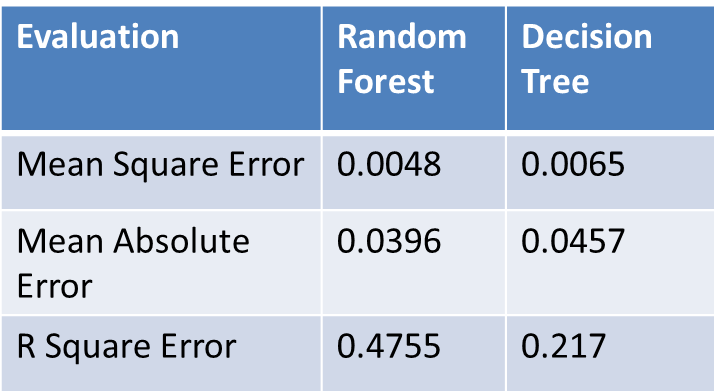 Evaluation Random Decision
Forest Tree
Mean Square Error 0.0048 0.0065
Mean Absolute 0.0396 0.0457
Error
R Square Error 0.4755 0.217